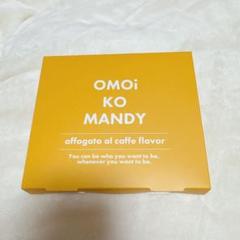 OMOi
KO
MANDY
affogato al caffe flavor
You can be who you want to be,
whenever you want to be.